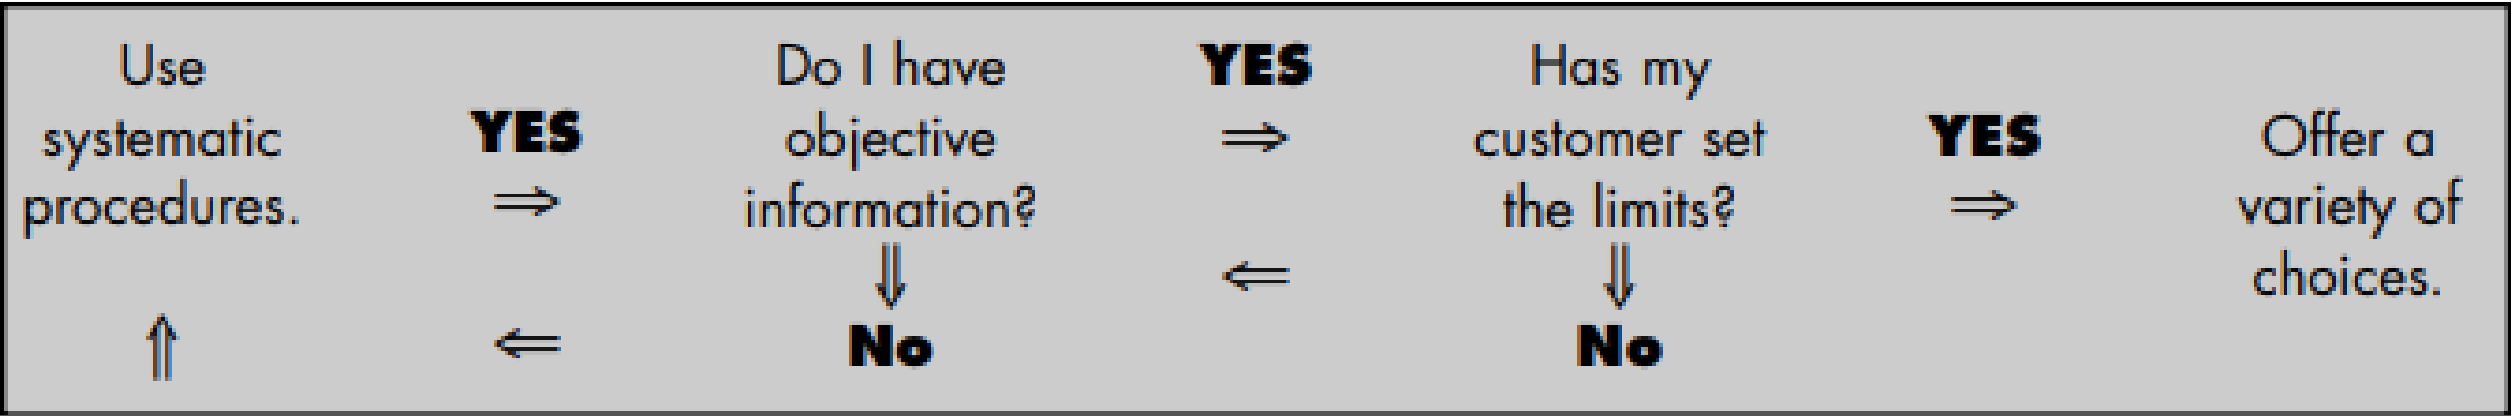 Use
systematic
procedures.
YES
⇒
Do I have
objective
information?
⇓
No
YES
⇒
⇐
Has my
customer set
the limits?
⇓
No
YES
⇒
Offer a
variety of
choices.
⇑
⇐